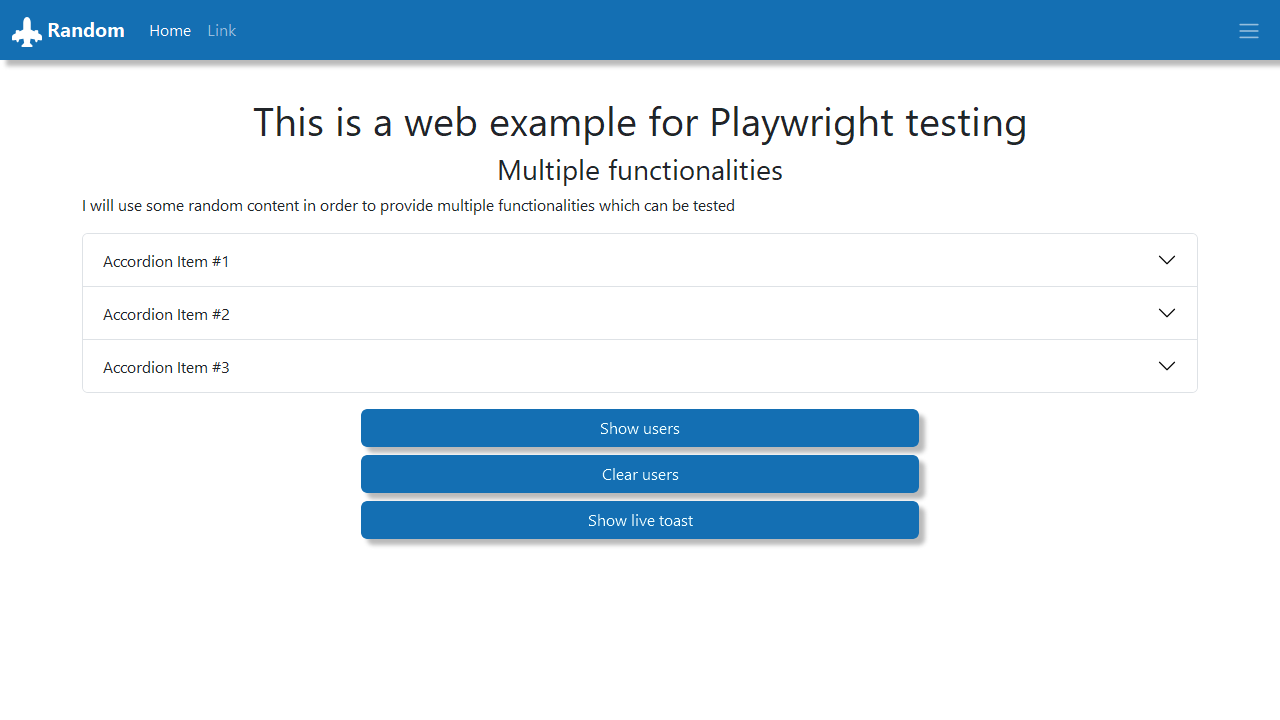 Random Home Link
This is a web example for Playwright testing
Multiple functionalities
I will use some random content in order to provide multiple functionalities which can be tested
Accordion Item #1
Accordion Item #2
Accordion Item #3
Show users
Clear users
Show live toast